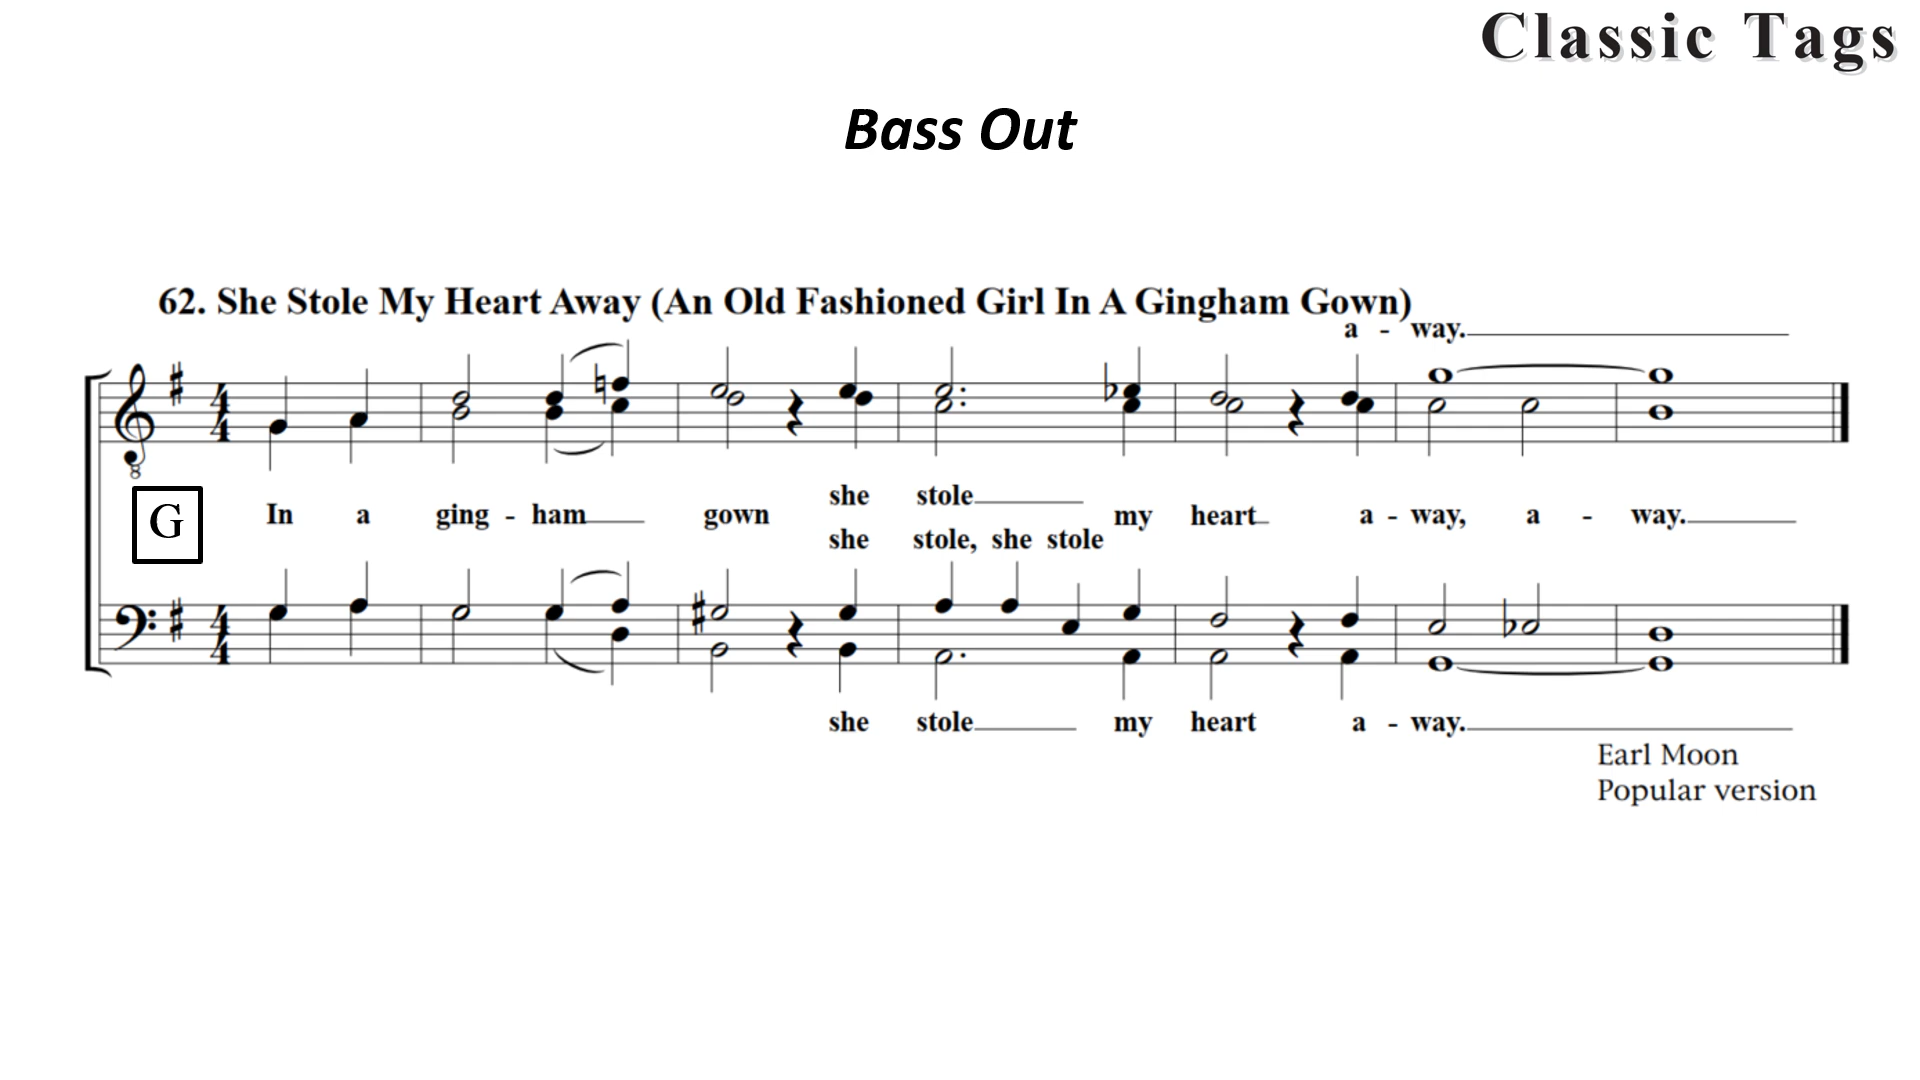 Classic Tags
Bass Out
62. She Stole My Heart Away (An Old Fashioned Girl In A Gingham Gown)
a - way.
8
G
she stole
In a ging - ham gown my heart a - way, a - way.
she stole, she stole
she stole my heart a - way.
Earl Moon
Popular version